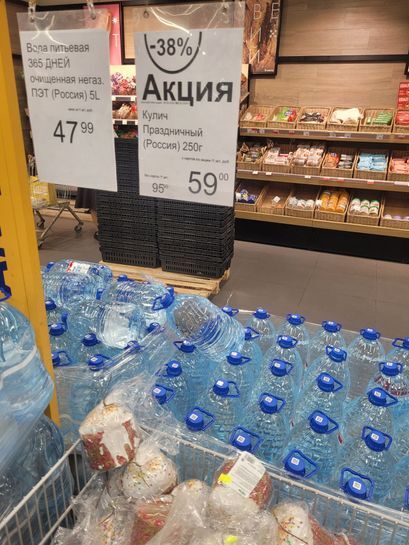 Вода питьевая
365 ДНЕЙ
очищенная негаз.
ПЭТ (Россия) 5L
47 99
-38%
Акция
Кулич
Праздничный
(Россия) 250г
95
59 00